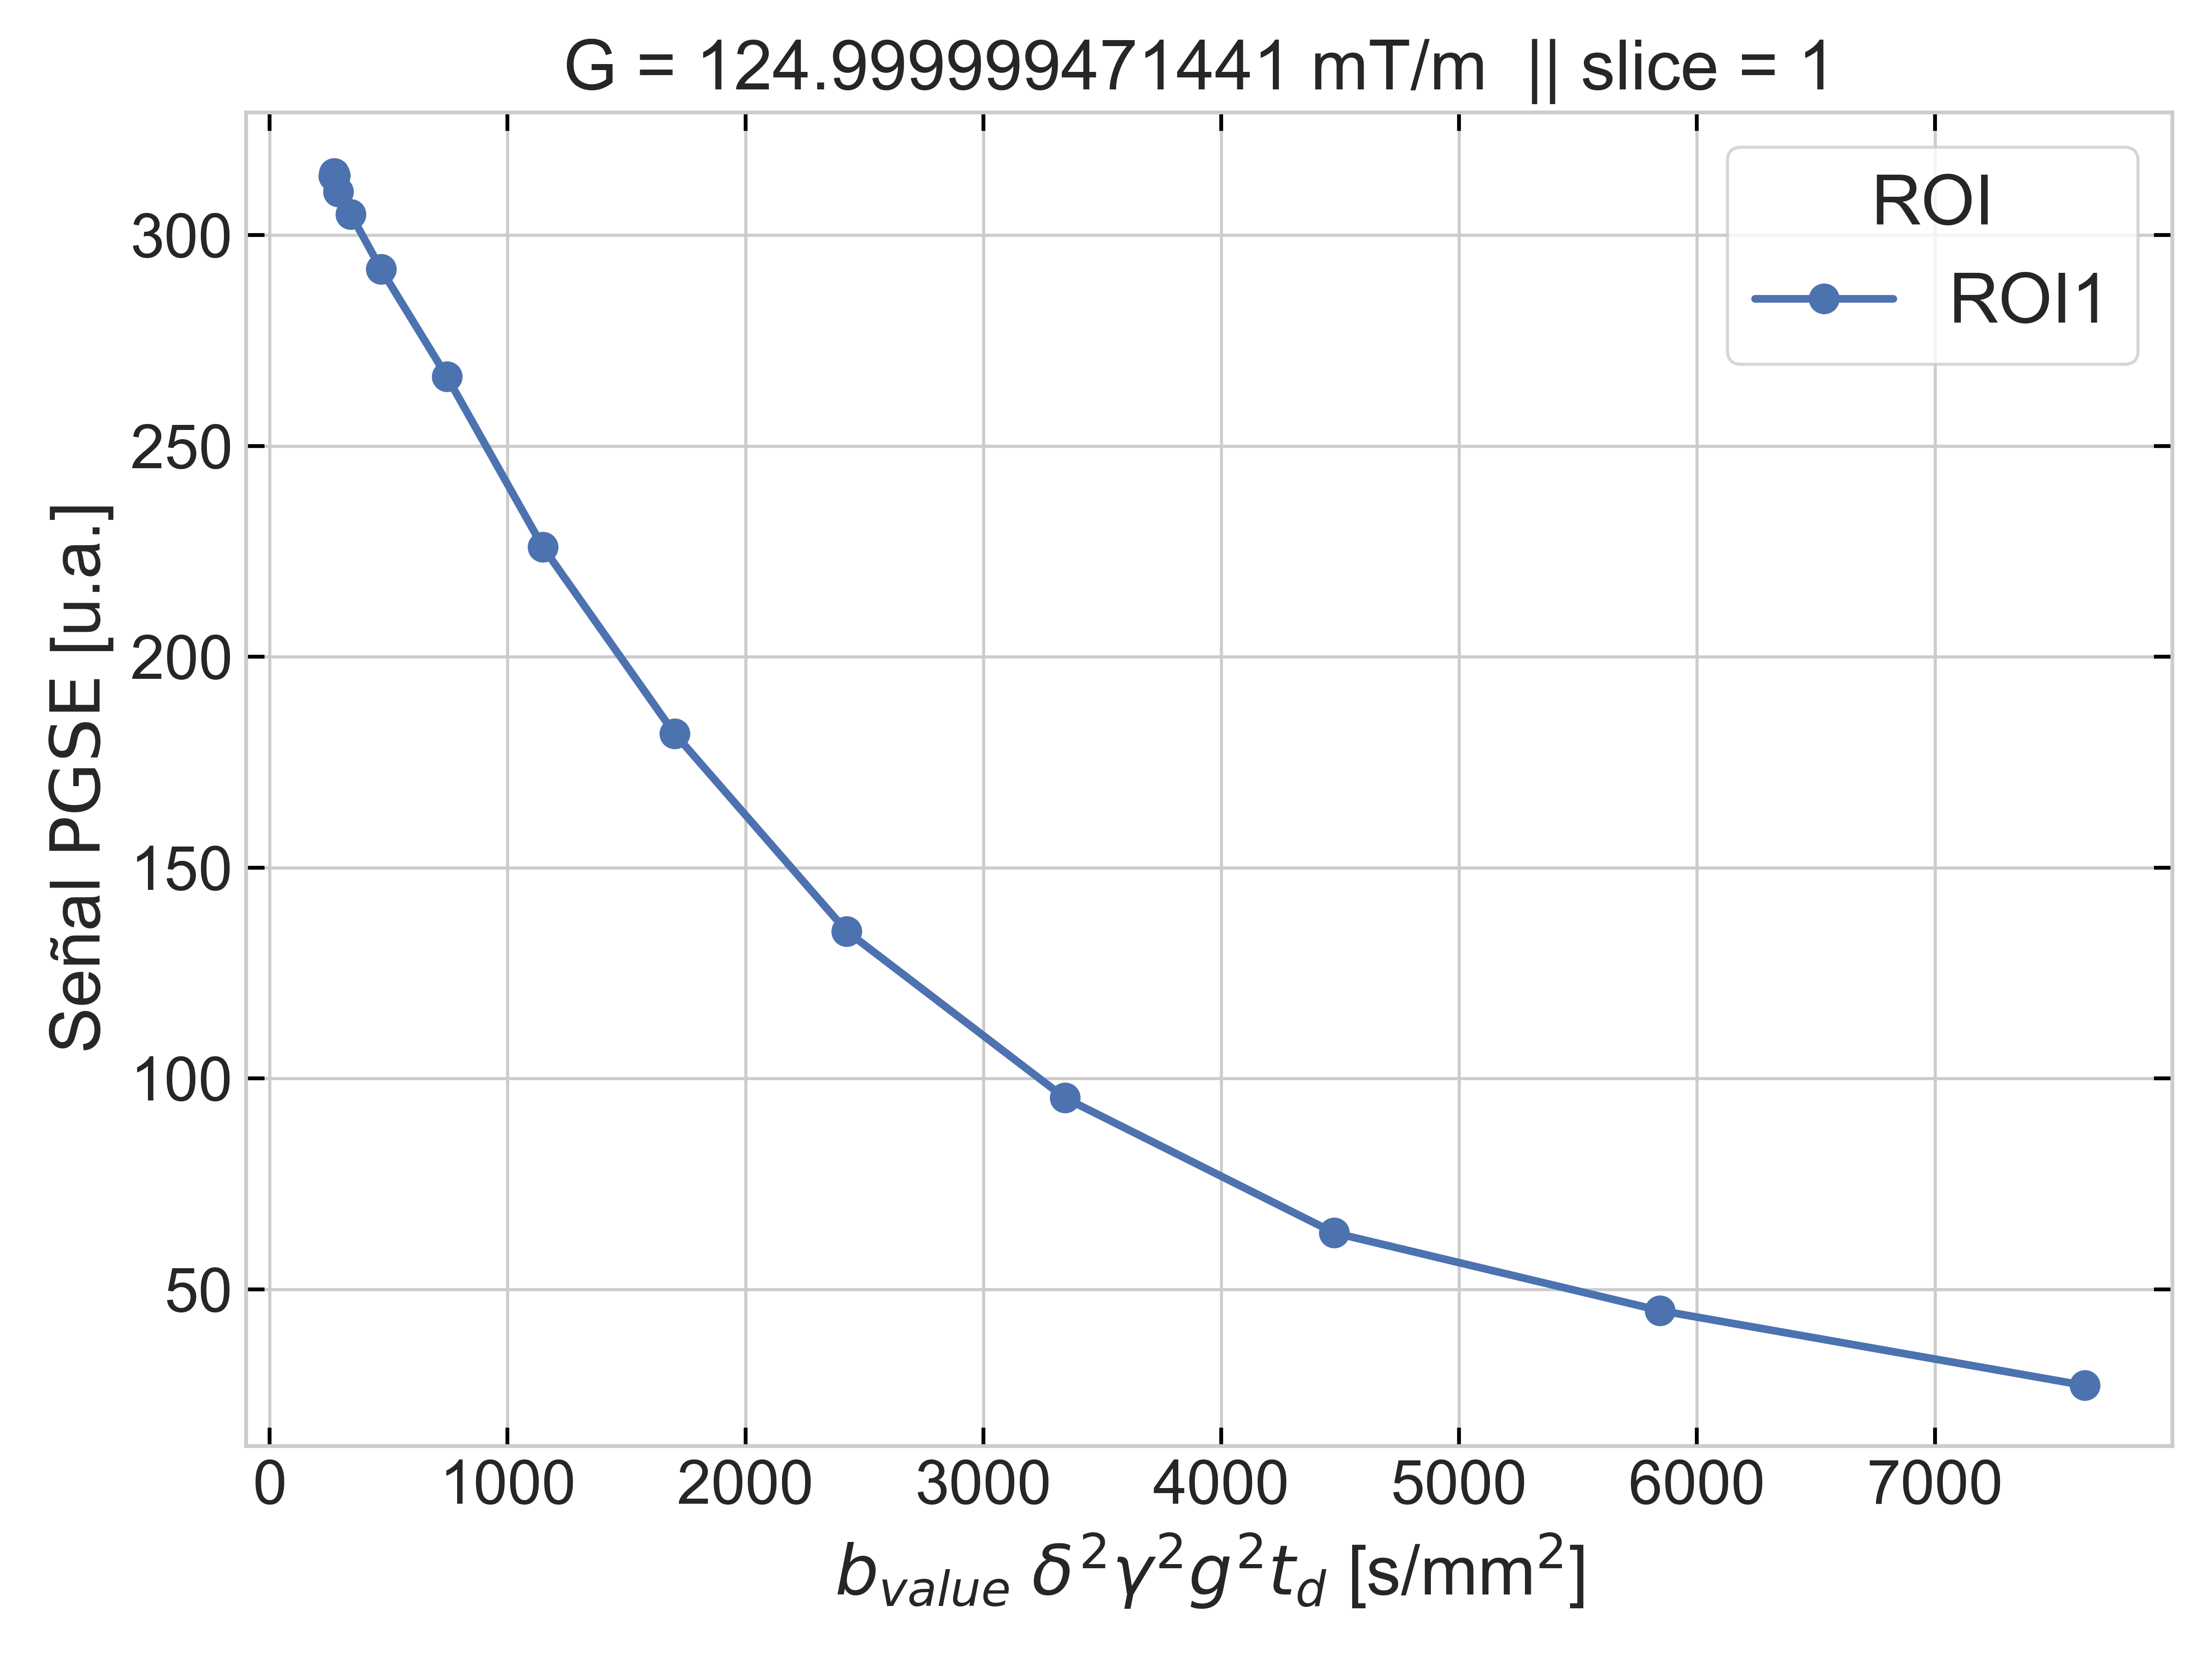 G = 124.999999471441 mT/m || slice = 1
ROI
ROI1
300
250
200
150
100
50
Señal PGSE [u.a.]
0 1000 2000 3000 4000 5000 6000 7000
b_value δ²γ²g²t_d [s/mm²]